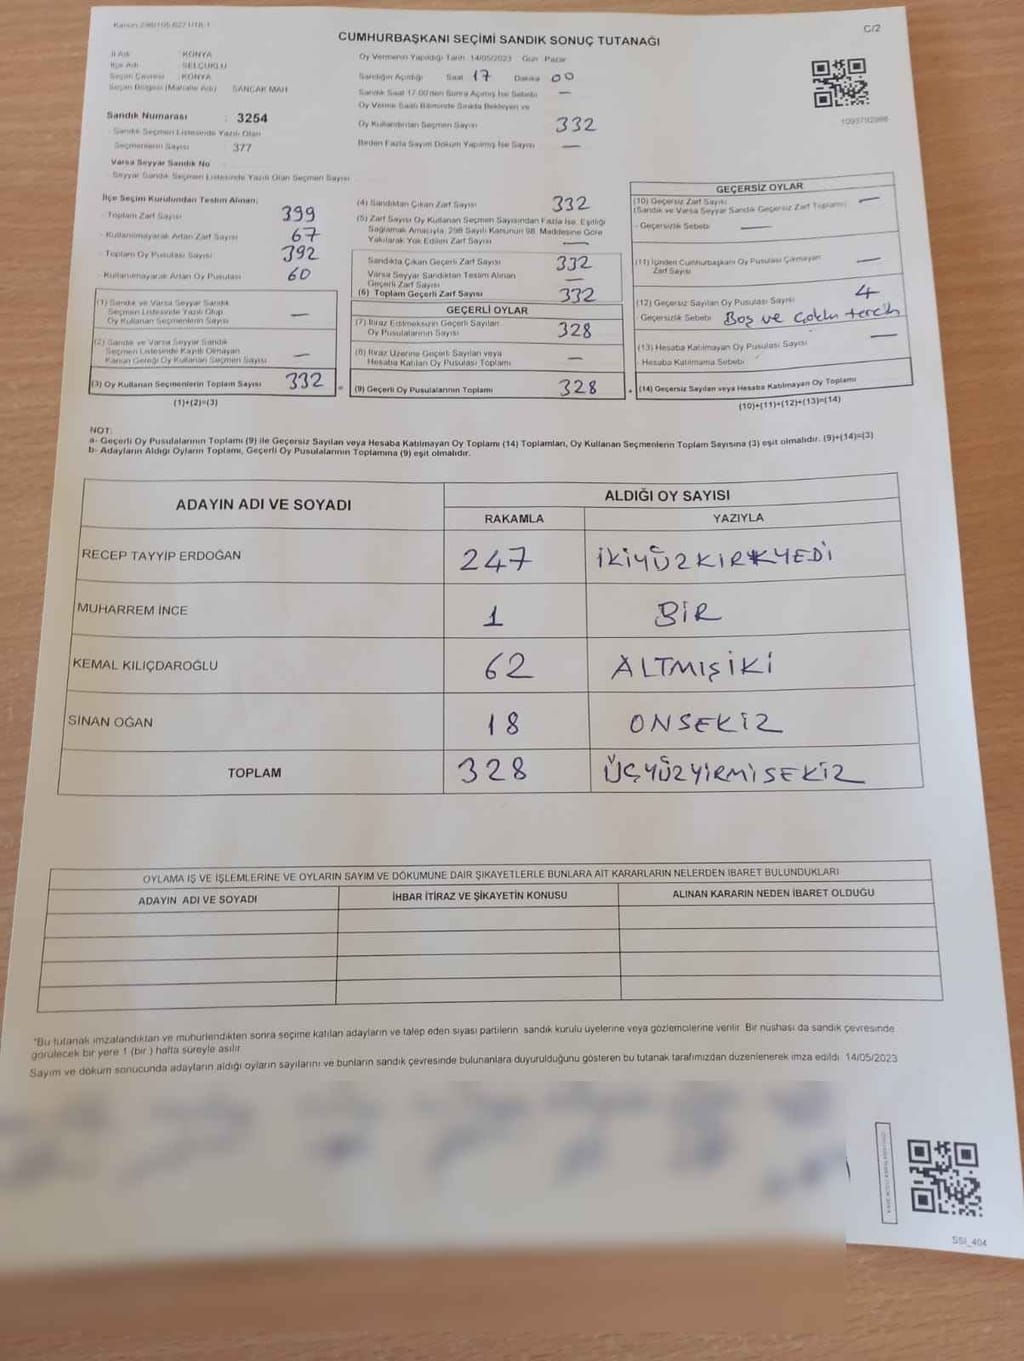 C/2
CUMHURBAŞKANI SEÇİMİ SANDIK SONUÇ TUTANAĞI
İl Adı : KONYA
İlçe Adı : SELÇUKLU
Seçim Çevresi : KONYA
Seçim Bölgesi (Mahalle Adı) SANCAK MAH
Sandık Numarası : 3254
- Sandık Seçmen Listesinde Yazılı Olan
Seçmenlerin Sayısı 377
Varsa Seyyar Sandık No
- Seyyar Sandık Seçmen Listesinde Yazılı Olan Seçmen Sayısı
Oy Vermenin Yapıldığı Tarih 14/05/2023 Gün Pazar
Sandığın Açıldığı Saat 17 Dakika 00
Sandık Saat 17:00'den Sonra Açılmış İse Sebebi —
Oy Verme Saati Bitiminde Sırada Bekleyen ve
Oy Kullandırılan Seçmen Sayısı 332
Birden Fazla Sayım Döküm Yapılmış İse Sayısı —
İlçe Seçim Kurulundan Teslim Alınan;
- Toplam Zarf Sayısı 399
- Kullanılmayarak Artan Zarf Sayısı 67
- Toplam Oy Pusulası Sayısı 392
- Kullanılmayarak Artan Oy Pusulası 60
(1) Sandık ve Varsa Seyyar Sandık
Seçmen Listesinde Yazılı Olup
Oy Kullanan Seçmenlerin Sayısı —
(2) Sandık ve Varsa Seyyar Sandık
Seçmen Listesinde Kayıtlı Olmayan
Kanun Gereği Oy Kullanan Seçmen Sayısı —
(3) Oy Kullanan Seçmenlerin Toplam Sayısı 332
(1)+(2)=(3)
(4) Sandıktan Çıkan Zarf Sayısı 332
(5) Zarf Sayısı Oy Kullanan Seçmen Sayısından Fazla İse, Eşitliği
Sağlamak Amacıyla, 298 Sayılı Kanunun 98. Maddesine Göre
Yakılarak Yok Edilen Zarf Sayısı —
Sandıkta Çıkan Geçerli Zarf Sayısı 332
Varsa Seyyar Sandıktan Teslim Alınan
Geçerli Zarf Sayısı —
(6) Toplam Geçerli Zarf Sayısı 332
GEÇERLİ OYLAR
(7) İtiraz Edilmeksizin Geçerli Sayılan
Oy Pusulalarının Sayısı 328
(8) İtiraz Üzerine Geçerli Sayılan veya
Hesaba Katılan Oy Pusulası Toplamı —
(9) Geçerli Oy Pusulalarının Toplamı 328
GEÇERSİZ OYLAR
(10) Geçersiz Zarf Sayısı —
(Sandık ve Varsa Seyyar Sandık Geçersiz Zarf Toplamı)
- Geçersizlik Sebebi —
(11) İçinden Cumhurbaşkanı Oy Pusulası Çıkmayan
Zarf Sayısı —
(12) Geçersiz Sayılan Oy Pusulası Sayısı 4
- Geçersizlik Sebebi Boş ve Çoklu tercih
(13) Hesaba Katılmayan Oy Pusulası Sayısı —
- Hesaba Katılmama Sebebi
(14) Geçersiz Sayılan veya Hesaba Katılmayan Oy Toplamı
(10)+(11)+(12)+(13)=(14)
NOT:
a- Geçerli Oy Pusulalarının Toplamı (9) ile Geçersiz Sayılan veya Hesaba Katılmayan Oy Toplamı (14) Toplamları, Oy Kullanan Seçmenlerin Toplam Sayısına (3) eşit olmalıdır. (9)+(14)=(3)
b- Adayların Aldığı Oyların Toplamı, Geçerli Oy Pusulalarının Toplamına (9) eşit olmalıdır.
ADAYIN ADI VE SOYADI ALDIĞI OY SAYISI
RAKAMLA YAZIYLA
RECEP TAYYİP ERDOĞAN 247 İKİYÜZKIRKYEDİ
MUHARREM İNCE 1 BİR
KEMAL KILIÇDAROĞLU 62 ALTMIŞİKİ
SİNAN OĞAN 18 ONSEKİZ
TOPLAM 328 ÜÇYÜZYİRMİSEKİZ
OYLAMA İŞ VE İŞLEMLERİNE VE OYLARIN SAYIM VE DÖKÜMÜNE DAİR ŞİKAYETLERLE BUNLARA AİT KARARLARIN NELERDEN İBARET BULUNDUKLARI
ADAYIN ADI VE SOYADI İHBAR İTİRAZ VE ŞİKAYETİN KONUSU ALINAN KARARIN NEDEN İBARET OLDUĞU
"Bu tutanak imzalandıktan ve mühürlendikten sonra seçime katılan adayların ve talep eden siyasi partilerin sandık kurulu üyelerine veya gözlemcilerine verilir. Bir nüshası da sandık çevresinde
görülecek bir yere 1 (bir ) hafta süreyle asılır.
Sayım ve döküm sonucunda adayların aldığı oyların sayılarını ve bunların sandık çevresinde bulunanlara duyurulduğunu gösteren bu tutanak tarafımızdan düzenlenerek imza edildi. 14/05/2023
SSI_404